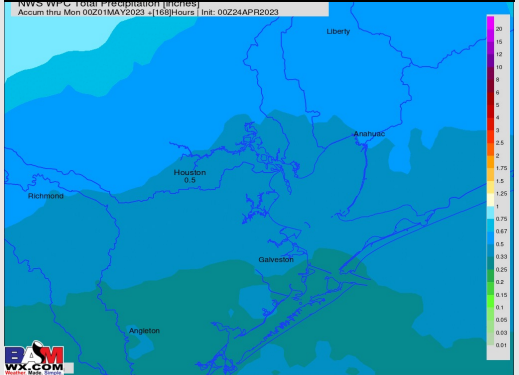 NWS WPC Total Precipitation [inches]
Accum thru Mon 00Z01MAY2023 +[168]Hours | Init: 00Z24APR2023
Liberty
Anahuac
Houston
0.5
Richmond
Galveston
Angleton
20
15
12
10
8
6
5
4
3
2.5
2
1.75
1.5
1.25
1
0.75
0.67
0.5
0.33
0.25
0.2
0.15
0.1
0.05
0.03
0.01
BAM
WX.COM
Weather. Made. Simple.